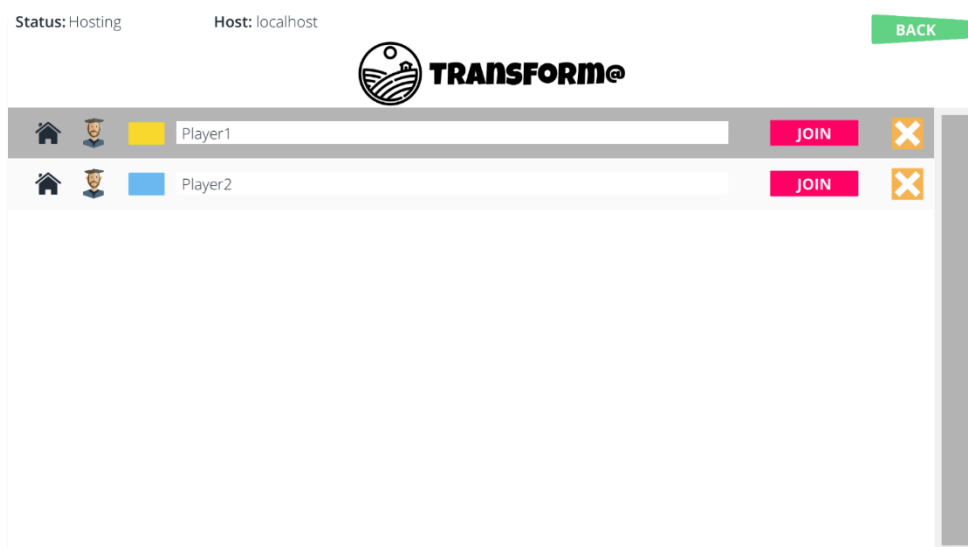 Status: Hosting Host: localhost BACK
TRANSFORM@
Player1 JOIN
Player2 JOIN